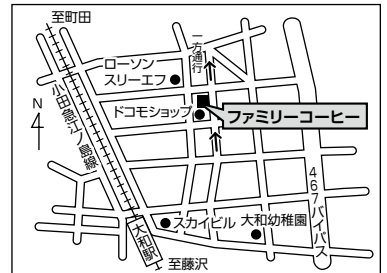 至町田
一方通行
ローソン
スリーエフ
小田急江ノ島線
N
ドコモショップ
ファミリーコーヒー
467バイパス
スカイビル
大和幼稚園
大和駅
至藤沢